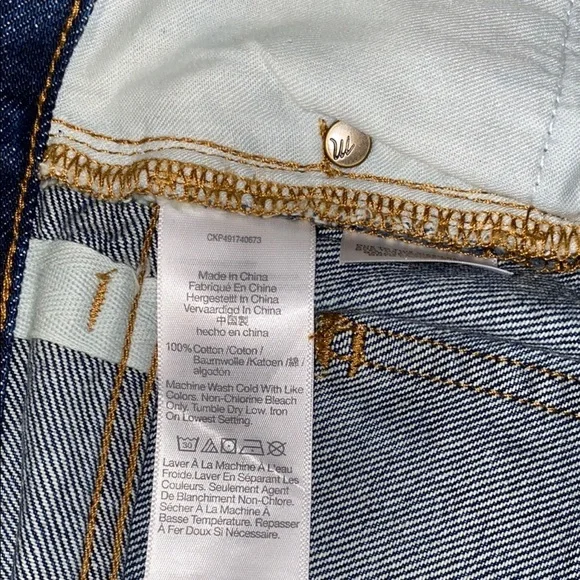 CKP491740673
Made in China
Fabriqué En Chine
Hergestellt in China
Vervaardigd In China
中国製
hecho en china
100% Cotton /Coton /
Baumwolle /Katoen /綿 /
algodón
Machine Wash Cold With Like
Colors. Non-Chlorine Bleach
Only. Tumble Dry Low. Iron
On Lowest Setting.
30
Laver À La Machine À L'eau
Froide.Laver En Séparant Les
Couleurs. Seulement Agent
De Blanchiment Non-Chlore.
Sécher À La Machine À
Basse Température. Repasser
À Fer Doux Si Nécessaire.